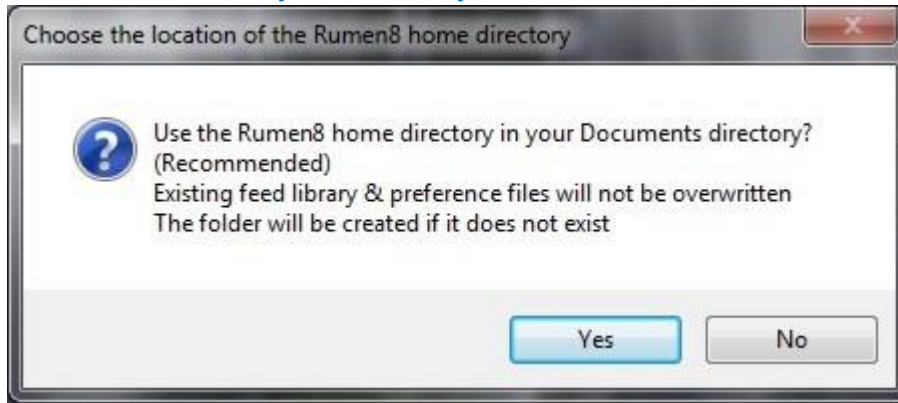 Choose the location of the Rumen8 home directory
Use the Rumen8 home directory in your Documents directory?
(Recommended)
Existing feed library & preference files will not be overwritten
The folder will be created if it does not exist
Yes
No